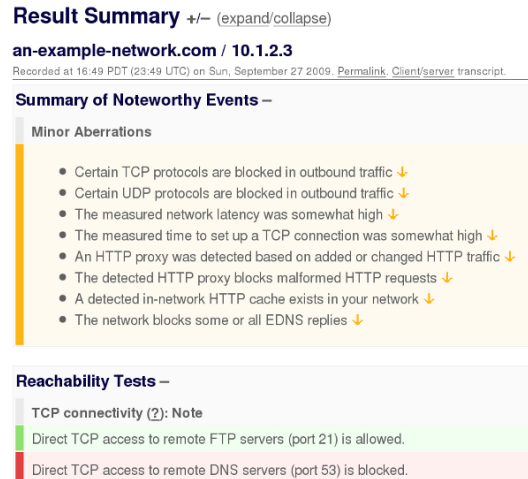 Result Summary +/– (expand/collapse)
an-example-network.com / 10.1.2.3
Recorded at 16:49 PDT (23:49 UTC) on Sun, September 27 2009. Permalink. Client/server transcript.
Summary of Noteworthy Events –
Minor Aberrations
Certain TCP protocols are blocked in outbound traffic ↓
Certain UDP protocols are blocked in outbound traffic ↓
The measured network latency was somewhat high ↓
The measured time to set up a TCP connection was somewhat high ↓
An HTTP proxy was detected based on added or changed HTTP traffic ↓
The detected HTTP proxy blocks malformed HTTP requests ↓
A detected in-network HTTP cache exists in your network ↓
The network blocks some or all EDNS replies ↓
Reachability Tests –
TCP connectivity (?): Note
Direct TCP access to remote FTP servers (port 21) is allowed.
Direct TCP access to remote DNS servers (port 53) is blocked.